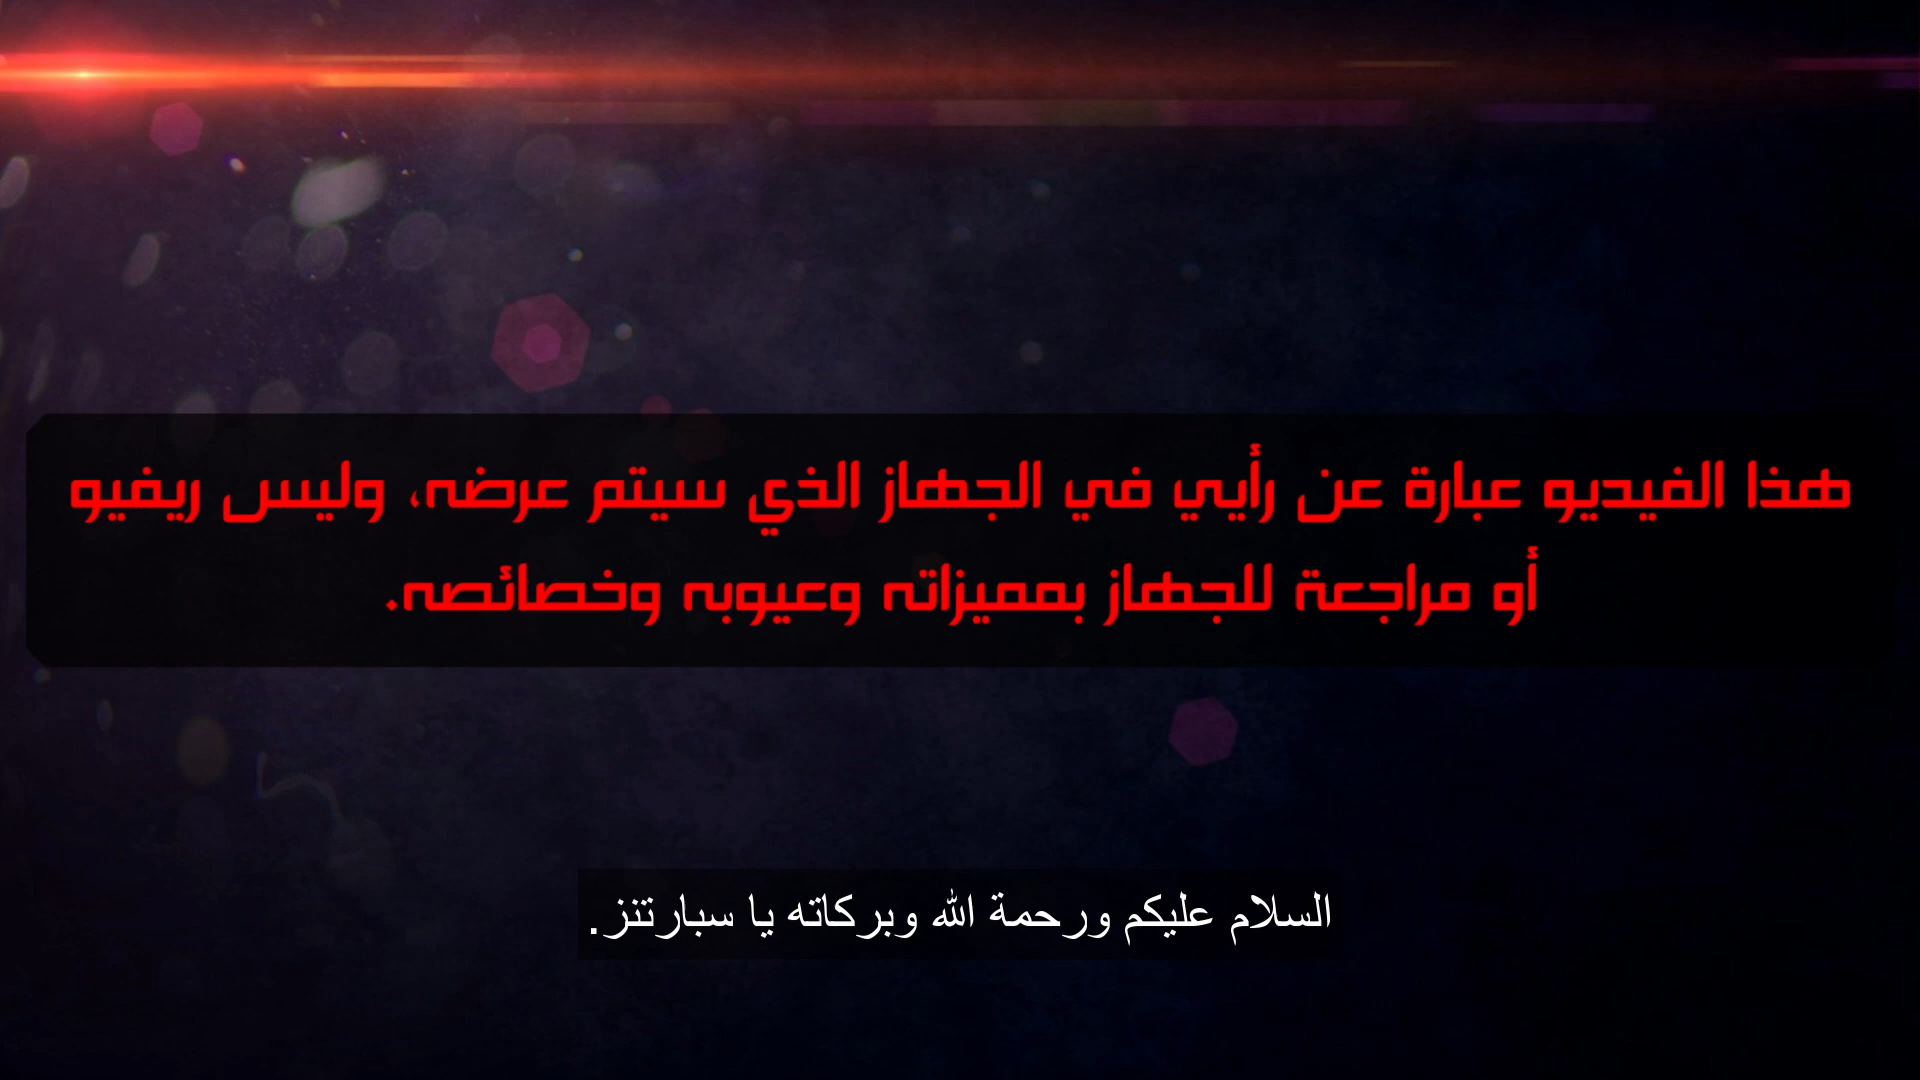 هذا الفيديو عبارة عن رأيي في الجهاز الذي سيتم عرضه، وليس ريفيو
أو مراجعة للجهاز بمميزاته وعيوبه وخصائصه.
السلام عليكم ورحمة الله وبركاته يا سبارتنز.